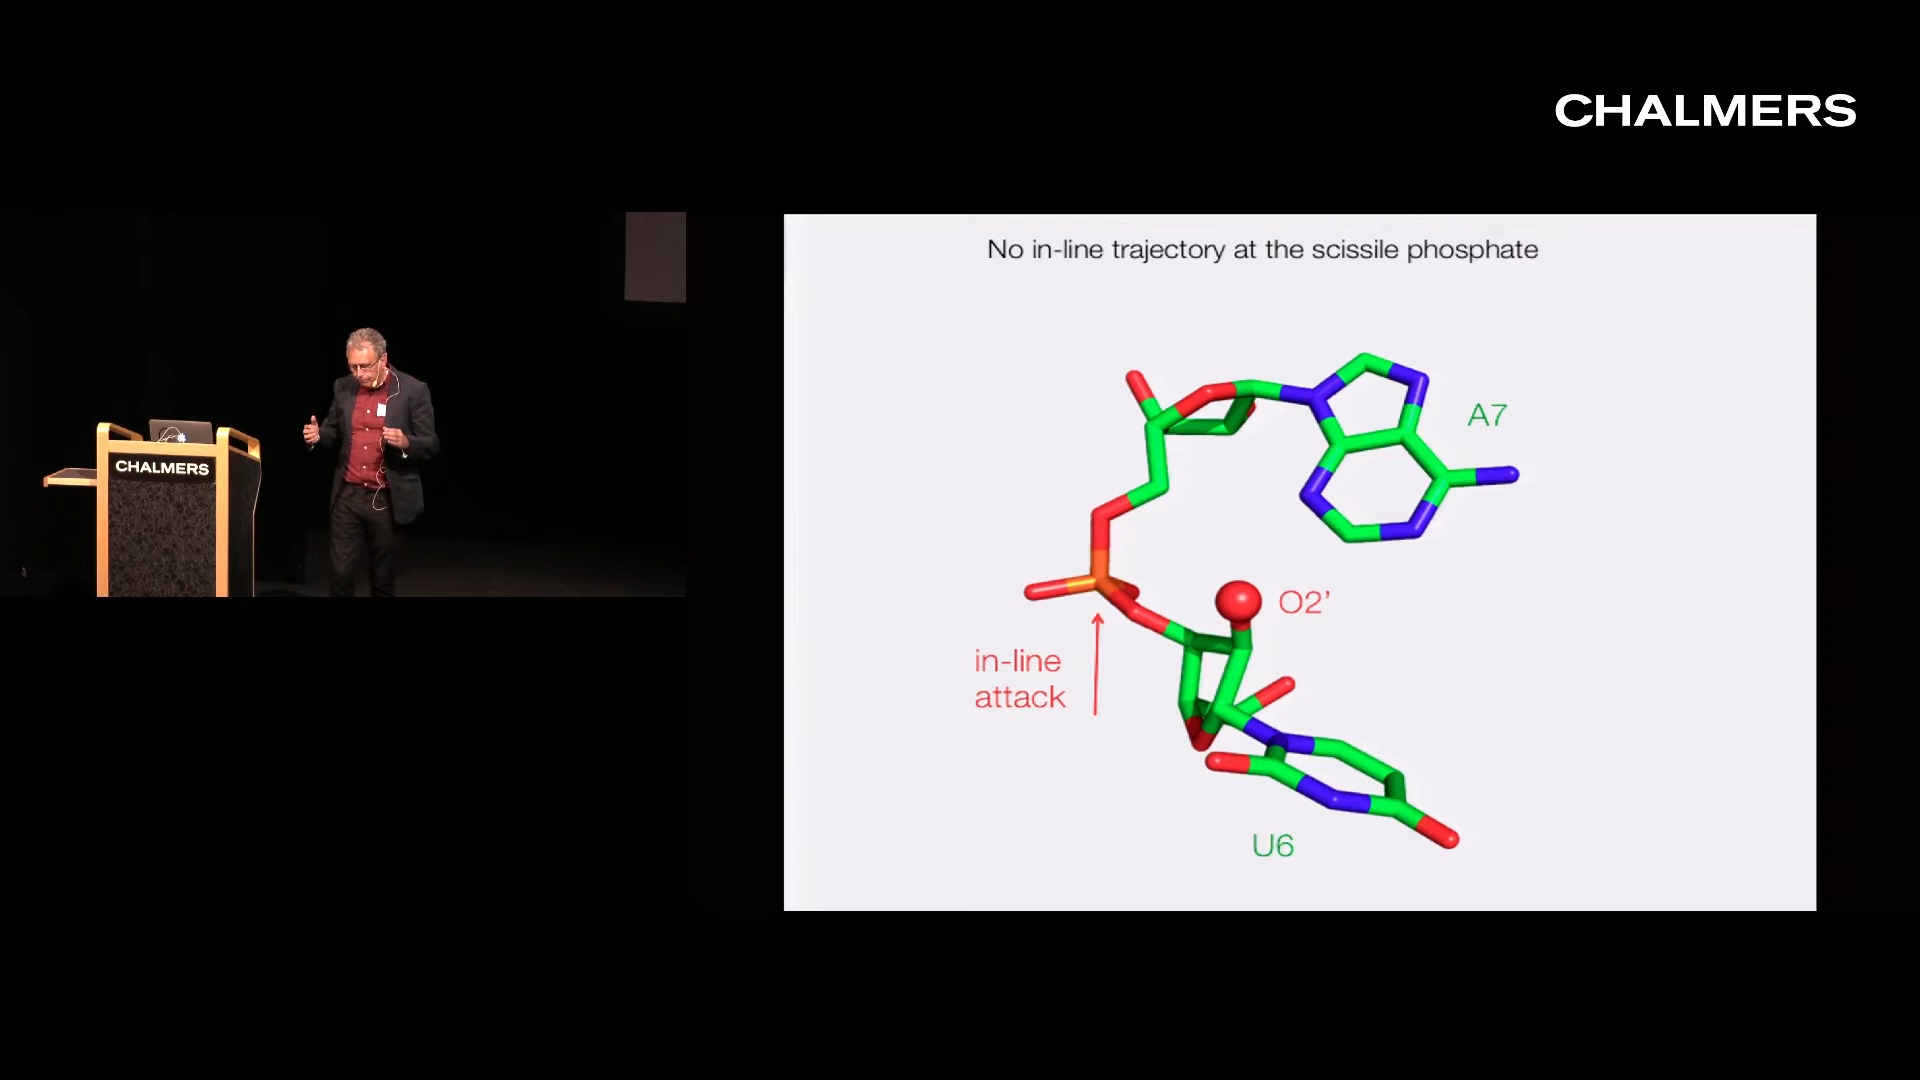 CHALMERS
No in-line trajectory at the scissile phosphate
A7
O2’
in-line
attack
U6
CHALMERS